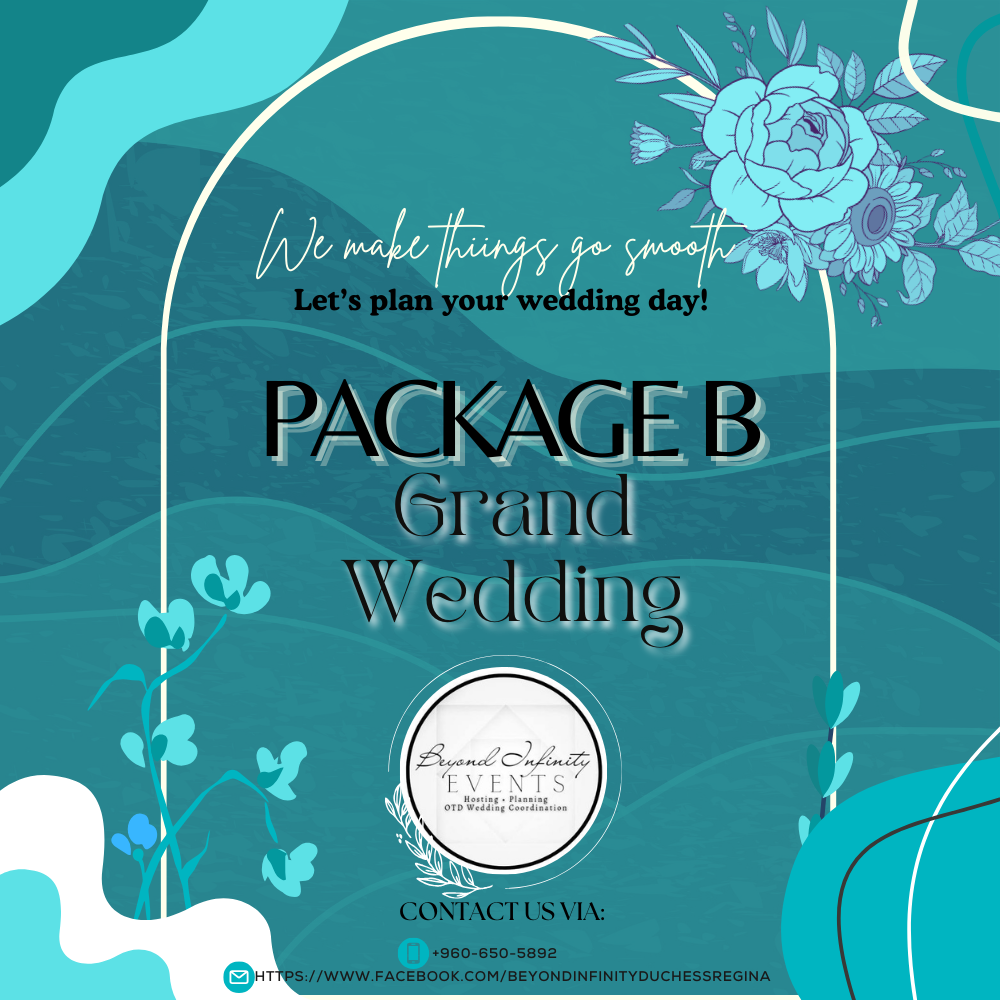 We make thiings go smooth
Let's plan your wedding day!
PACKAGE B
Grand
Wedding
Beyond Infinity
EVENTS
Hosting • Planning
OTD Wedding Coordination
CONTACT US VIA:
+960-650-5892
HTTPS://WWW.FACEBOOK.COM/BEYONDINFINITYDUCHESSREGINA